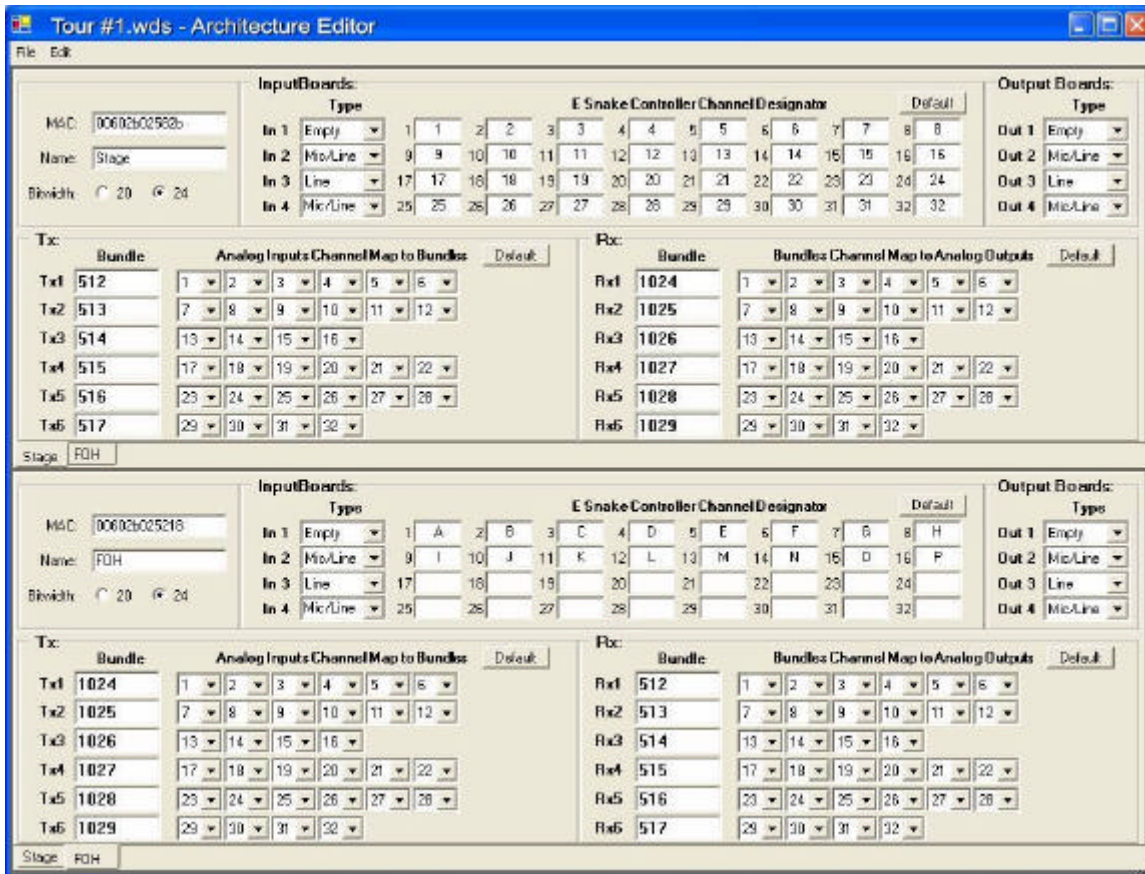 Tour #1.wds - Architecture Editor
File Edit
InputBoards: Output Boards:
Type E Snake Controller Channel Designator Default Type
MAC: 00602b02582b In 1 Empty 1 1 2 2 3 3 4 4 5 5 6 6 7 7 8 8 Out 1 Empty
Name: Stage In 2 Mic/Line 9 9 10 10 11 11 12 12 13 13 14 14 15 15 16 16 Out 2 Mic/Line
Bitwidth: 20 24 In 3 Line 17 17 18 18 19 19 20 20 21 21 22 22 23 23 24 24 Out 3 Line
In 4 Mic/Line 25 25 26 26 27 27 28 28 29 29 30 30 31 31 32 32 Out 4 Mic/Line
Tx: Rx:
Bundle Analog Inputs Channel Map to Bundles Default Bundle Bundles Channel Map to Analog Outputs Default
Tx1 512 1 2 3 4 5 6 Rx1 1024 1 2 3 4 5 6
Tx2 513 7 8 9 10 11 12 Rx2 1025 7 8 9 10 11 12
Tx3 514 13 14 15 16 Rx3 1026 13 14 15 16
Tx4 515 17 18 19 20 21 22 Rx4 1027 17 18 19 20 21 22
Tx5 516 23 24 25 26 27 28 Rx5 1028 23 24 25 26 27 28
Tx6 517 29 30 31 32 Rx6 1029 29 30 31 32
Stage FOH
InputBoards: Output Boards:
Type E Snake Controller Channel Designator Default Type
MAC: 00602b025218 In 1 Empty 1 A 2 B 3 C 4 D 5 E 6 F 7 G 8 H Out 1 Empty
Name: FOH In 2 Mic/Line 9 I 10 J 11 K 12 L 13 M 14 N 15 O 16 P Out 2 Mic/Line
Bitwidth: 20 24 In 3 Line 17 18 19 20 21 22 23 24 Out 3 Line
In 4 Mic/Line 25 26 27 28 29 30 31 32 Out 4 Mic/Line
Tx: Rx:
Bundle Analog Inputs Channel Map to Bundles Default Bundle Bundles Channel Map to Analog Outputs Default
Tx1 1024 1 2 3 4 5 6 Rx1 512 1 2 3 4 5 6
Tx2 1025 7 8 9 10 11 12 Rx2 513 7 8 9 10 11 12
Tx3 1026 13 14 15 16 Rx3 514 13 14 15 16
Tx4 1027 17 18 19 20 21 22 Rx4 515 17 18 19 20 21 22
Tx5 1028 23 24 25 26 27 28 Rx5 516 23 24 25 26 27 28
Tx6 1029 29 30 31 32 Rx6 517 29 30 31 32
Stage FOH